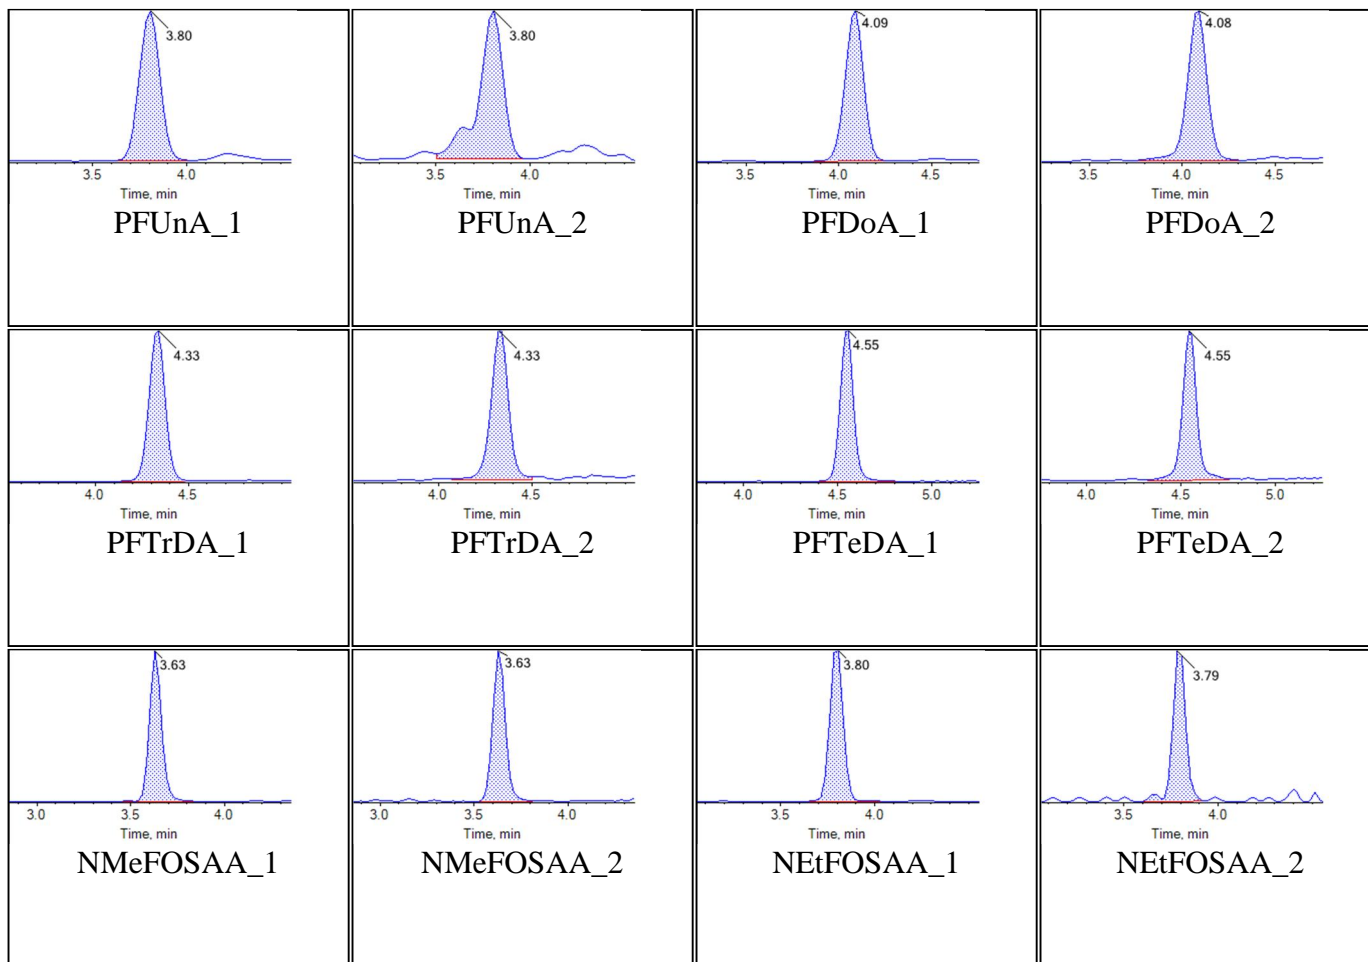 3.80
3.5 4.0
Time, min
PFUnA_1
3.80
3.5 4.0
Time, min
PFUnA_2
4.09
3.5 4.0 4.5
Time, min
PFDoA_1
4.08
3.5 4.0 4.5
Time, min
PFDoA_2
4.33
4.0 4.5
Time, min
PFTrDA_1
4.33
4.0 4.5
Time, min
PFTrDA_2
4.55
4.0 4.5 5.0
Time, min
PFTeDA_1
4.55
4.0 4.5 5.0
Time, min
PFTeDA_2
3.63
3.0 3.5 4.0
Time, min
NMeFOSAA_1
3.63
3.0 3.5 4.0
Time, min
NMeFOSAA_2
3.80
3.5 4.0
Time, min
NEtFOSAA_1
3.79
3.5 4.0
Time, min
NEtFOSAA_2